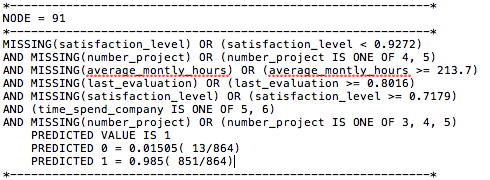 *------------------------------------------------------------*
NODE = 91
*------------------------------------------------------------*
MISSING(satisfaction_level) OR (satisfaction_level < 0.9272)
AND MISSING(number_project) OR (number_project IS ONE OF 4, 5)
AND MISSING(average_montly_hours) OR (average_montly_hours >= 213.7)
AND MISSING(last_evaluation) OR (last_evaluation >= 0.8016)
AND MISSING(satisfaction_level) OR (satisfaction_level >= 0.7179)
AND (time_spend_company IS ONE OF 5, 6)
AND MISSING(number_project) OR (number_project IS ONE OF 3, 4, 5)
PREDICTED VALUE IS 1
PREDICTED 0 = 0.01505( 13/864)
PREDICTED 1 = 0.985( 851/864)
*------------------------------------------------------------*